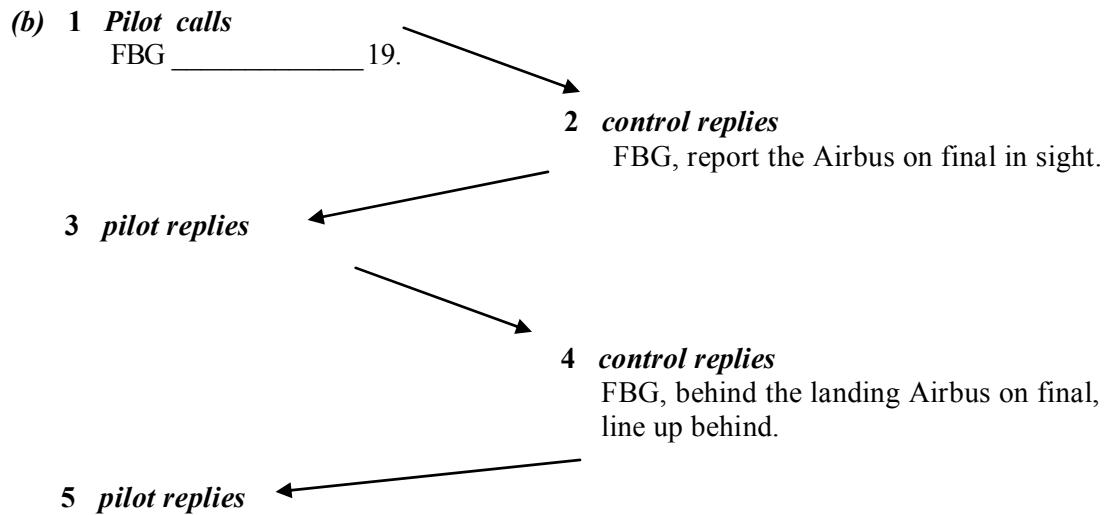 (b) 1 Pilot calls
FBG _____________ 19.
2 control replies
FBG, report the Airbus on final in sight.
3 pilot replies
4 control replies
FBG, behind the landing Airbus on final,
line up behind.
5 pilot replies